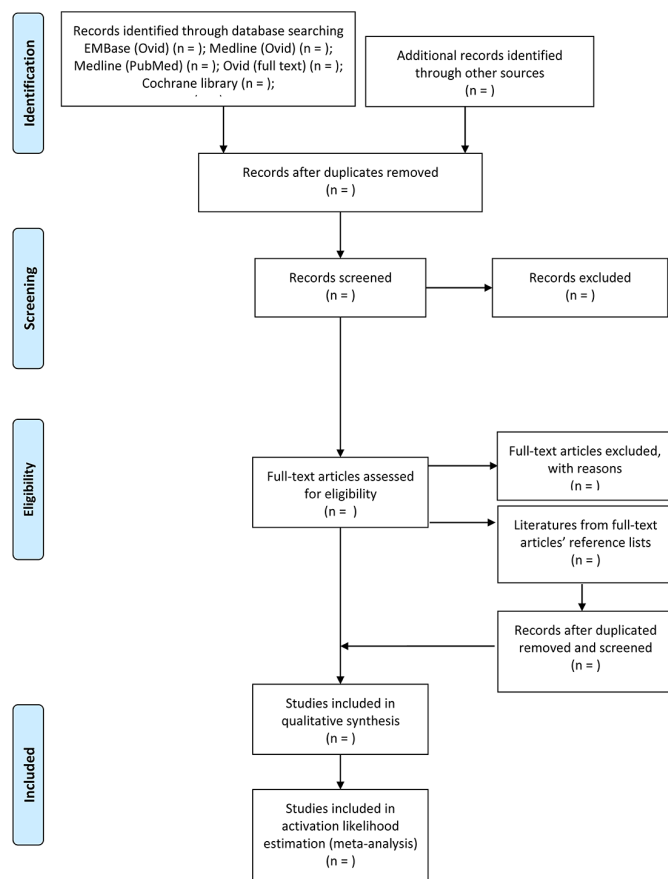 Identification
Records identified through database searching
EMBase (Ovid) (n = ); Medline (Ovid) (n = );
Medline (PubMed) (n = ); Ovid (full text) (n = );
Cochrane library (n = );
Additional records identified
through other sources
(n = )
Records after duplicates removed
(n = )
Screening
Records screened
(n = )
Records excluded
(n = )
Eligibility
Full-text articles assessed
for eligibility
(n = )
Full-text articles excluded,
with reasons
(n = )
Literatures from full-text
articles’ reference lists
(n = )
Records after duplicated
removed and screened
(n = )
Included
Studies included in
qualitative synthesis
(n = )
Studies included in
activation likelihood
estimation (meta-analysis)
(n = )